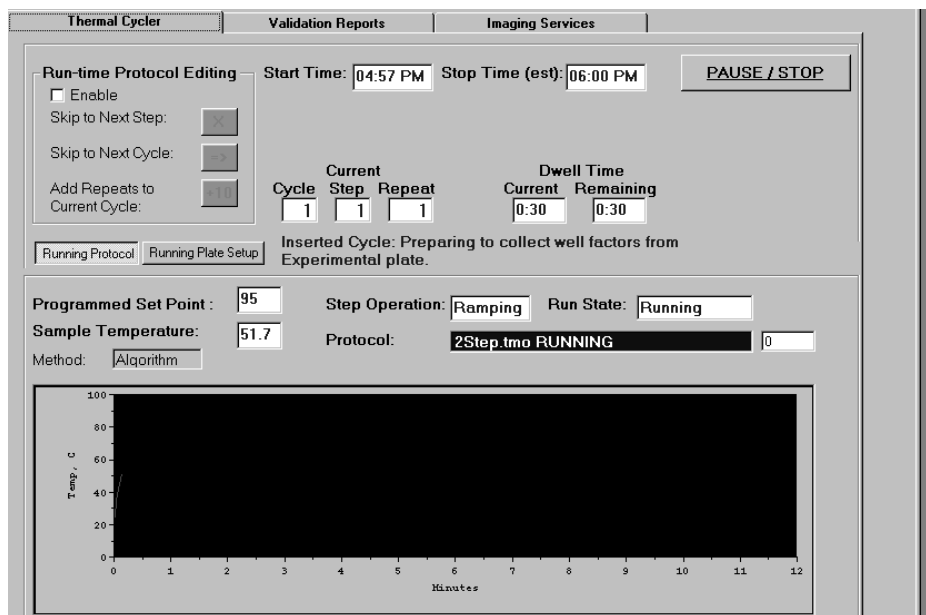 Thermal Cycler Validation Reports Imaging Services
Run-time Protocol Editing
Enable
Skip to Next Step: X
Skip to Next Cycle: =>
Add Repeats to
Current Cycle: +10
Start Time: 04:57 PM Stop Time (est): 06:00 PM PAUSE / STOP
Current Dwell Time
Cycle Step Repeat Current Remaining
1 1 1 0:30 0:30
Running Protocol Running Plate Setup
Inserted Cycle: Preparing to collect well factors from
Experimental plate.
Programmed Set Point : 95 Step Operation: Ramping Run State: Running
Sample Temperature: 51.7 Protocol: 2Step.tmo RUNNING 0
Method: Algorithm
100
80
60
40
20
0
Temp, C
0 1 2 3 4 5 6 7 8 9 10 11 12
Minutes